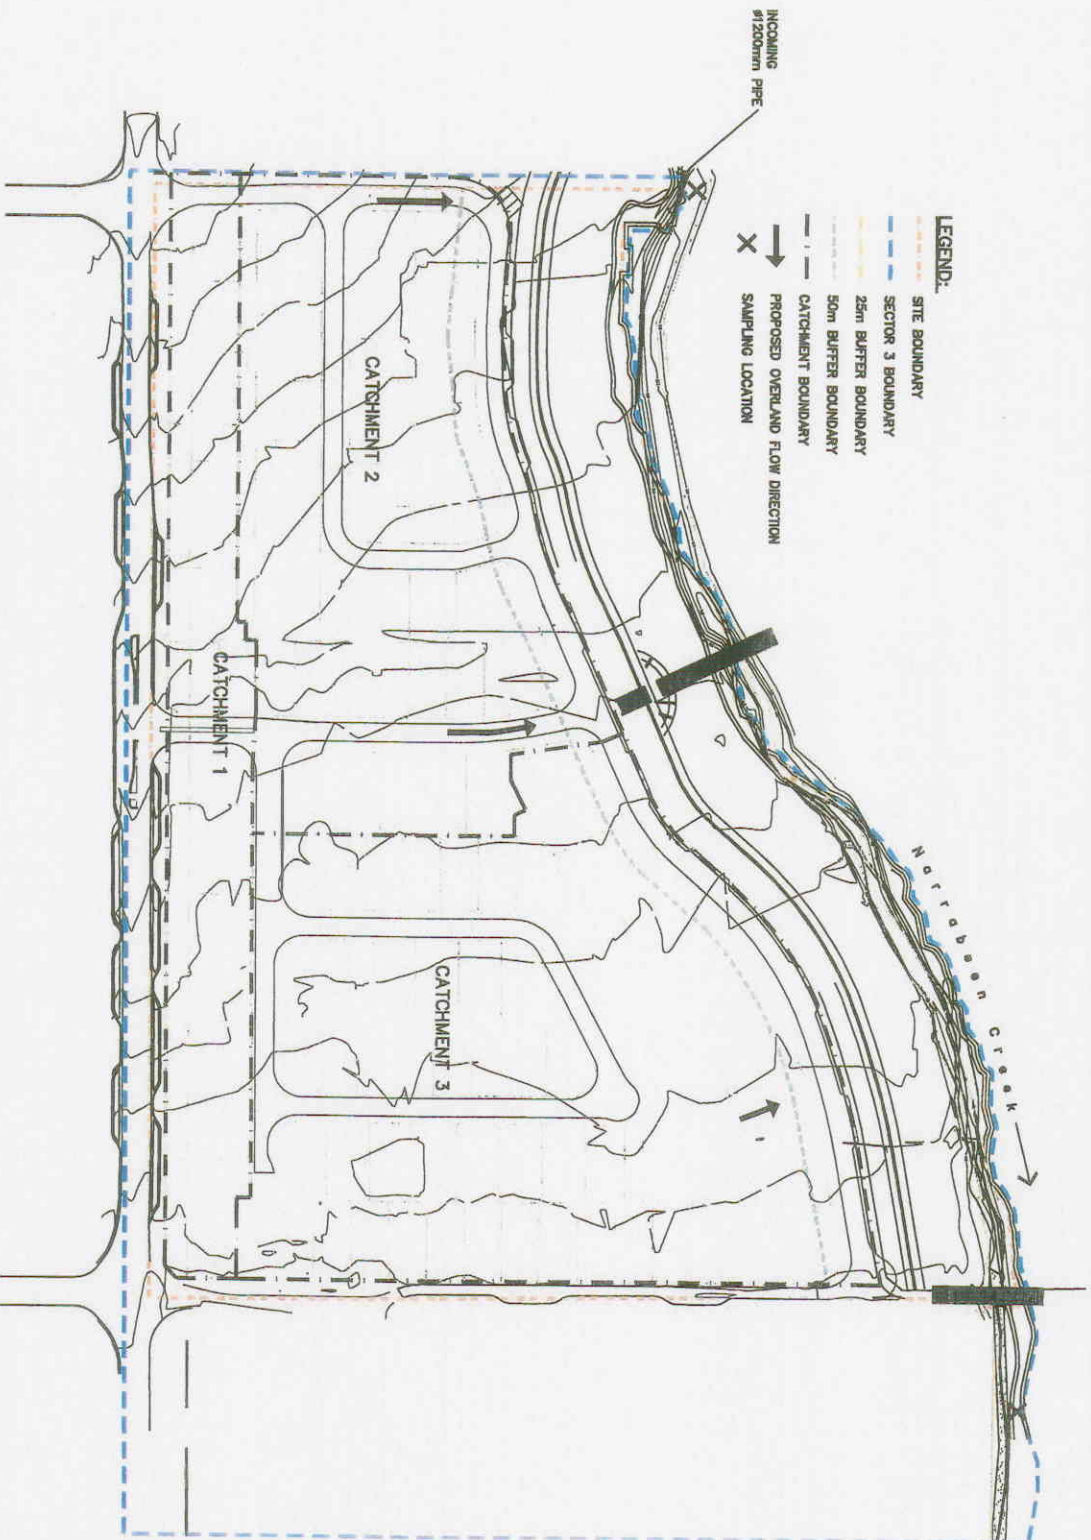 INCOMING
ø1200mm PIPE
LEGEND:
SITE BOUNDARY
SECTOR 3 BOUNDARY
25m BUFFER BOUNDARY
50m BUFFER BOUNDARY
CATCHMENT BOUNDARY
PROPOSED OVERLAND FLOW DIRECTION
SAMPLING LOCATION
Narrabeen Creek
CATCHMENT 2
CATCHMENT 1
CATCHMENT 3